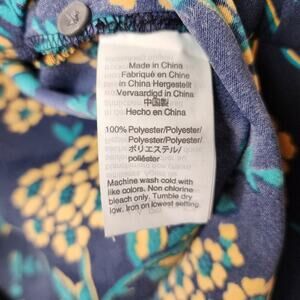 Made in China
Fabriqué en Chine
in China Hergestellt
Vervaardigd in China
中国製
Hecho en China
100% Polyester/Polyester/
Polyester/Polyester/
ポリエステル/
poliéster
Machine wash cold with
like colors. Non chlorine
bleach only. Tumble dry
low. Iron on lowest setting.